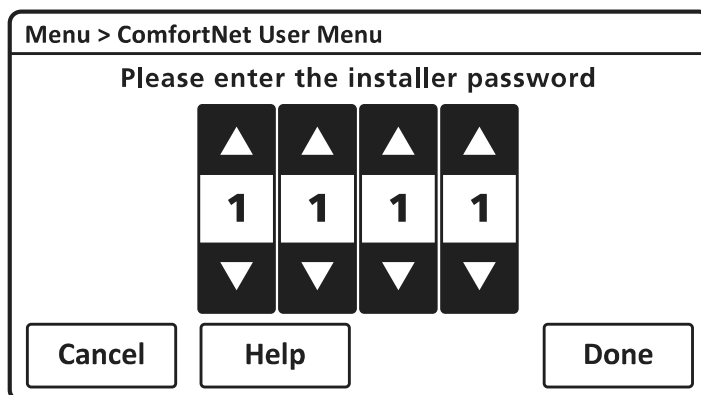 Menu > ComfortNet User Menu
Please enter the installer password
1 1 1 1
Cancel Help Done